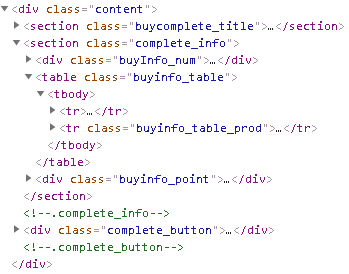 ▼<div class="content">
▶<section class="buycomplete_title">…</section>
▼<section class="complete_info">
▶<div class="buyInfo_num">…</div>
▼<table class="buyinfo_table">
▼<tbody>
▶<tr>…</tr>
▶<tr class="buyinfo_table_prod">…</tr>
</tbody>
</table>
▶<div class="buyinfo_point">…</div>
</section>
<!--.complete_info-->
▶<div class="complete_button">…</div>
<!--.complete_button-->
</div>